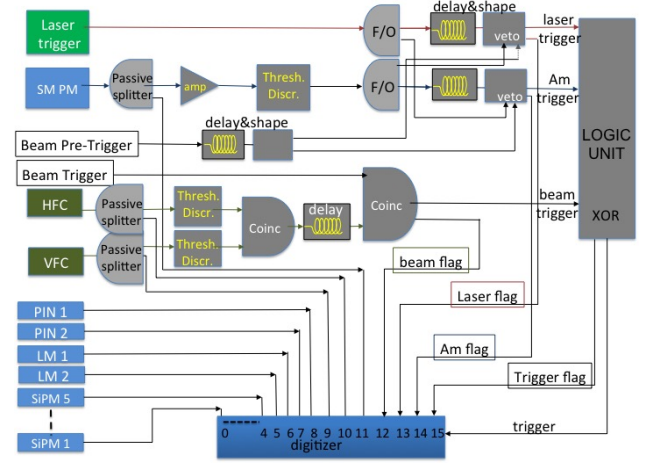 Laser
trigger
F/O
delay&shape
veto
laser
trigger
SM PM
Passive
splitter
amp
Thresh.
Discr.
F/O
veto
Am
trigger
delay&shape
Beam Pre-Trigger
LOGIC
UNIT
XOR
Beam Trigger
HFC
Passive
splitter
Thresh.
Discr.
Coinc
delay
Coinc
beam
trigger
VFC
Passive
splitter
Thresh.
Discr.
beam flag
Laser flag
PIN 1
PIN 2
LM 1
LM 2
SiPM 5
SiPM 1
Am flag
Trigger flag
trigger
0 4 5 6 7 8 9 10 11 12 13 14 15
digitizer